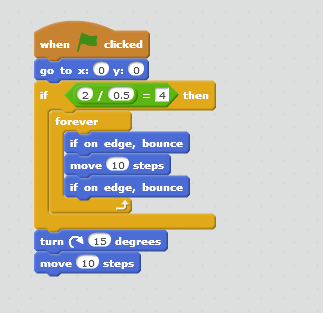 when clicked
go to x: 0 y: 0
if 2 / 0.5 = 4 then
forever
if on edge, bounce
move 10 steps
if on edge, bounce
turn 15 degrees
move 10 steps